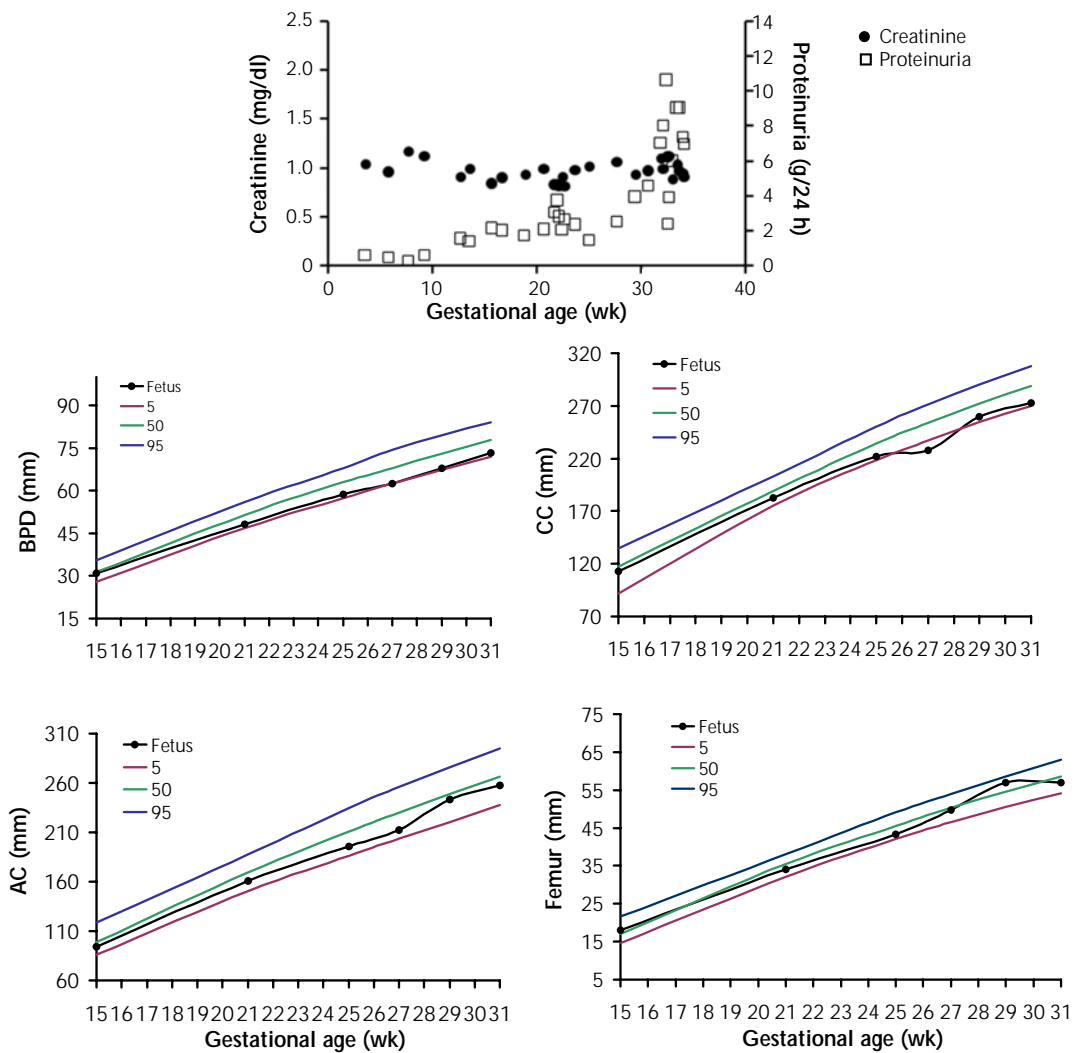 2.5
2.0
1.5
1.0
0.5
0
Creatinine (mg/dl)
14
12
10
8
6
4
2
0
Proteinuria (g/24 h)
Creatinine
Proteinuria
0 10 20 30 40
Gestational age (wk)
90
75
60
45
30
15
BPD (mm)
Fetus
5
50
95
15 16 17 18 19 20 21 22 23 24 25 26 27 28 29 30 31
320
270
220
170
120
70
CC (mm)
Fetus
5
50
95
15 16 17 18 19 20 21 22 23 24 25 26 27 28 29 30 31
310
260
210
160
110
60
AC (mm)
Fetus
5
50
95
15 16 17 18 19 20 21 22 23 24 25 26 27 28 29 30 31
Gestational age (wk)
75
65
55
45
35
25
15
5
Femur (mm)
Fetus
5
50
95
15 16 17 18 19 20 21 22 23 24 25 26 27 28 29 30 31
Gestational age (wk)